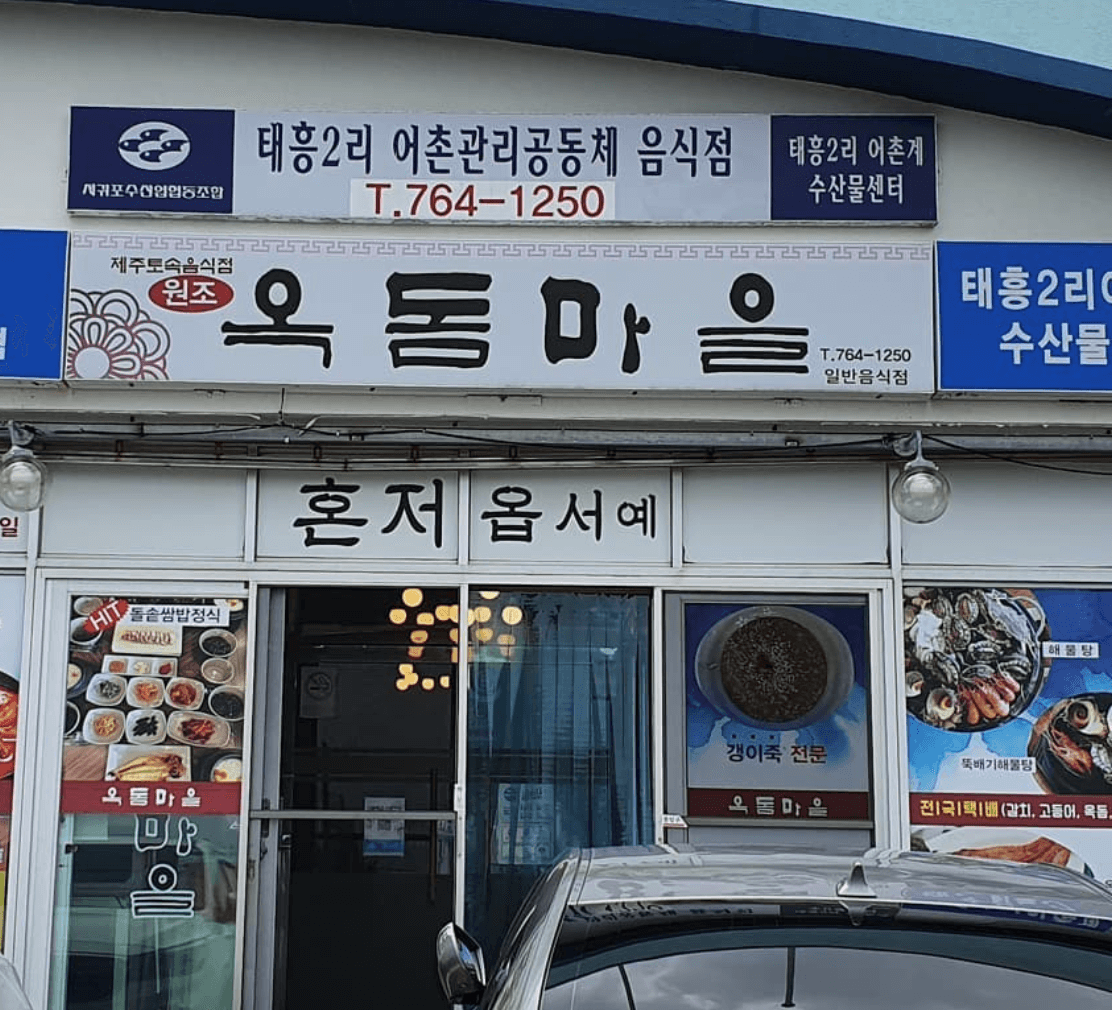 서귀포수산업협동조합
태흥2리 어촌관리공동체 음식점
T.764-1250
태흥2리 어촌계
수산물센터
제주토속음식점
원조
옥돔마을
T.764-1250
일반음식점
태흥2리
수산물
혼저옵서예
일
HIT 돌솥쌈밥정식
옥돔마을
마을
갱이죽 전문
옥돔마을
해물탕
뚝배기해물탕
전|국|택|배 (갈치, 고등어, 옥돔